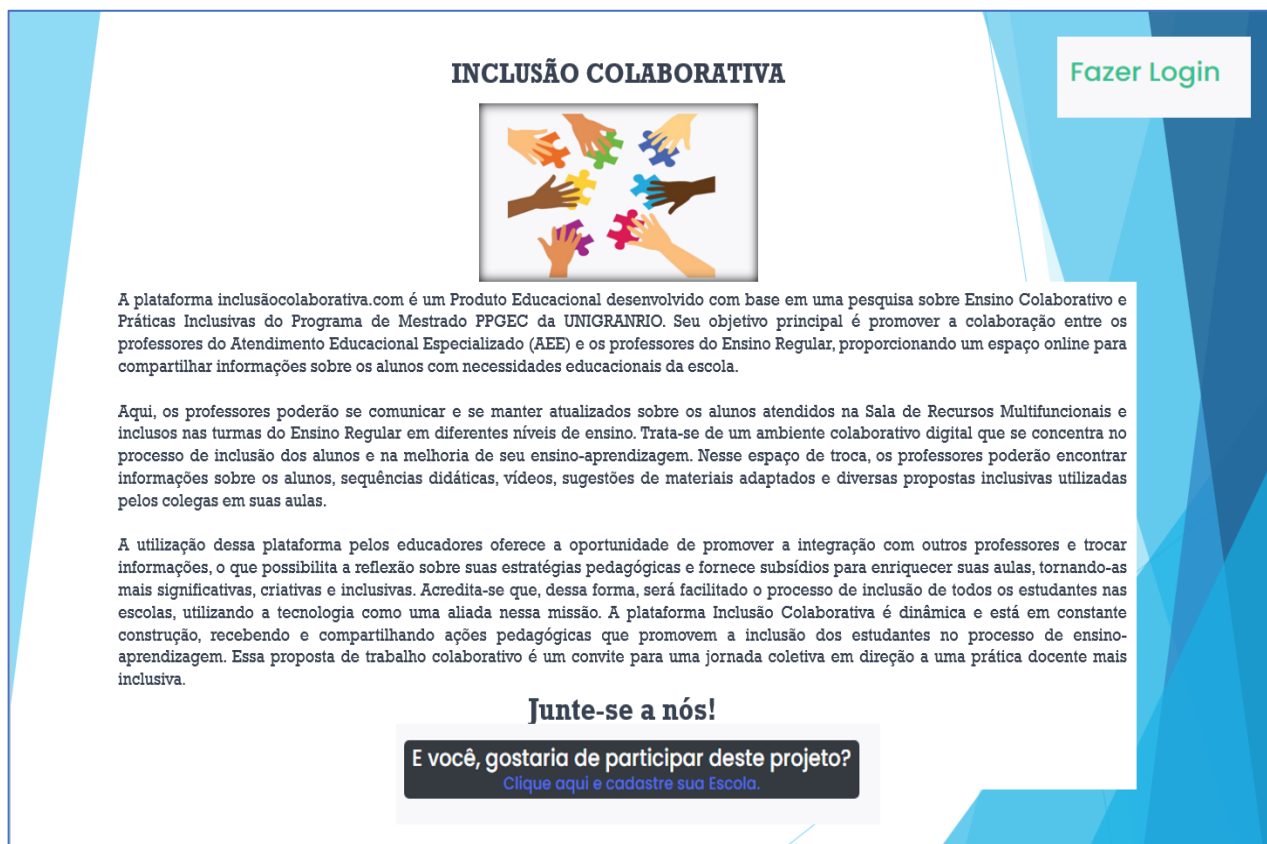 INCLUSÃO COLABORATIVA
Fazer Login
A plataforma inclusãocolaborativa.com é um Produto Educacional desenvolvido com base em uma pesquisa sobre Ensino Colaborativo e
Práticas Inclusivas do Programa de Mestrado PPGEC da UNIGRANRIO. Seu objetivo principal é promover a colaboração entre os
professores do Atendimento Educacional Especializado (AEE) e os professores do Ensino Regular, proporcionando um espaço online para
compartilhar informações sobre os alunos com necessidades educacionais da escola.
Aqui, os professores poderão se comunicar e se manter atualizados sobre os alunos atendidos na Sala de Recursos Multifuncionais e
inclusos nas turmas do Ensino Regular em diferentes níveis de ensino. Trata-se de um ambiente colaborativo digital que se concentra no
processo de inclusão dos alunos e na melhoria de seu ensino-aprendizagem. Nesse espaço de troca, os professores poderão encontrar
informações sobre os alunos, sequências didáticas, vídeos, sugestões de materiais adaptados e diversas propostas inclusivas utilizadas
pelos colegas em suas aulas.
A utilização dessa plataforma pelos educadores oferece a oportunidade de promover a integração com outros professores e trocar
informações, o que possibilita a reflexão sobre suas estratégias pedagógicas e fornece subsídios para enriquecer suas aulas, tornando-as
mais significativas, criativas e inclusivas. Acredita-se que, dessa forma, será facilitado o processo de inclusão de todos os estudantes nas
escolas, utilizando a tecnologia como uma aliada nessa missão. A plataforma Inclusão Colaborativa é dinâmica e está em constante
construção, recebendo e compartilhando ações pedagógicas que promovem a inclusão dos estudantes no processo de ensino-
aprendizagem. Essa proposta de trabalho colaborativo é um convite para uma jornada coletiva em direção a uma prática docente mais
inclusiva.
Junte-se a nós!
E você, gostaria de participar deste projeto?
Clique aqui e cadastre sua Escola.